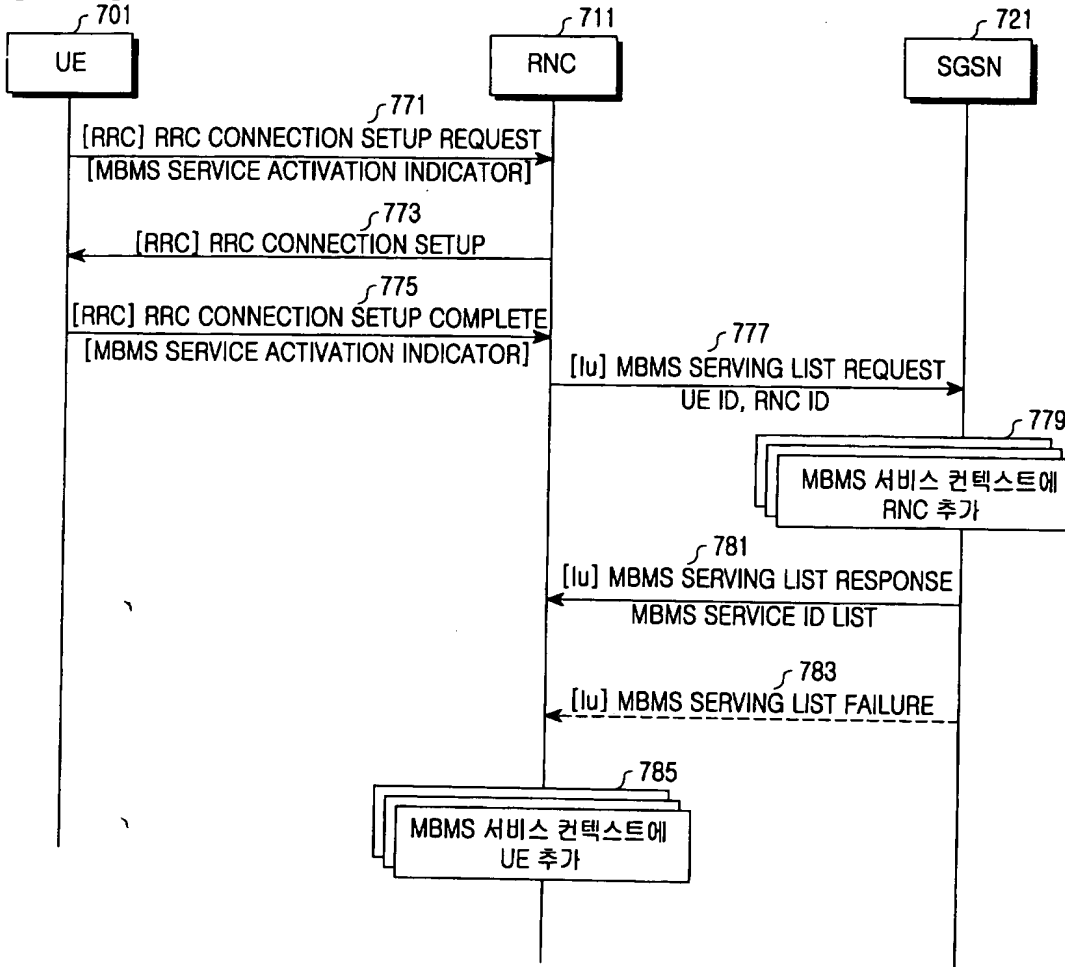 701
711
721
UE
RNC
SGSN
771
[RRC] RRC CONNECTION SETUP REQUEST
[MBMS SERVICE ACTIVATION INDICATOR]
773
[RRC] RRC CONNECTION SETUP
775
[RRC] RRC CONNECTION SETUP COMPLETE
[MBMS SERVICE ACTIVATION INDICATOR]
777
[Iu] MBMS SERVING LIST REQUEST
UE ID, RNC ID
779
MBMS 서비스 컨텍스트에
RNC 추가
781
[Iu] MBMS SERVING LIST RESPONSE
MBMS SERVICE ID LIST
783
[Iu] MBMS SERVING LIST FAILURE
785
MBMS 서비스 컨텍스트에
UE 추가